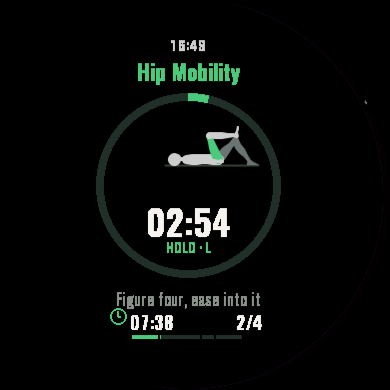 16:49
Hip Mobility
02:54
HOLD · L
Figure four, ease into it
07:38 2/4